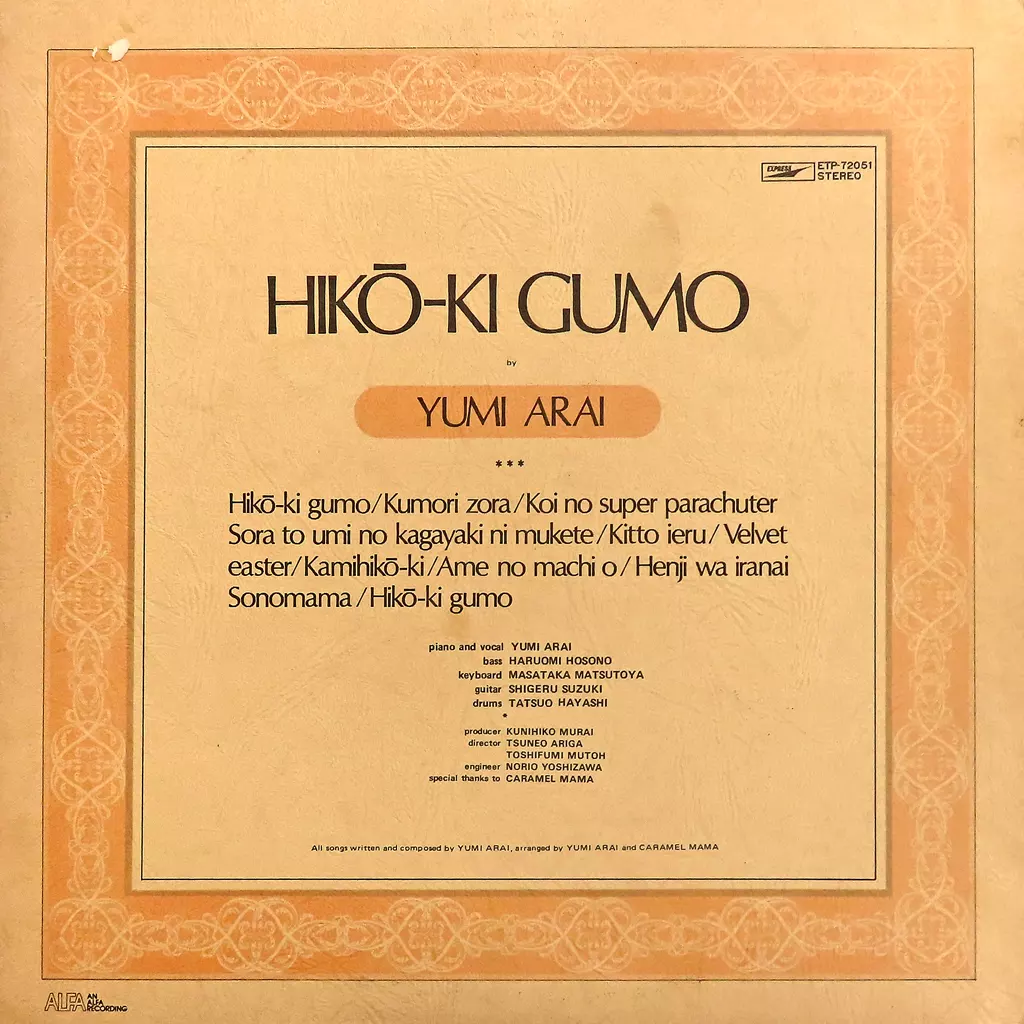 EXPRESS
ETP-72051
STEREO
HIKŌ-KI GUMO
by
YUMI ARAI
***
Hikō-ki gumo/Kumori zora/Koi no super parachuter
Sora to umi no kagayaki ni mukete/Kitto ieru/Velvet
easter/Kamihikō-ki/Ame no machi o/Henji wa iranai
Sonomama/Hikō-ki gumo
piano and vocal YUMI ARAI
bass HARUOMI HOSONO
keyboard MASATAKA MATSUTOYA
guitar SHIGERU SUZUKI
drums TATSUO HAYASHI
*
producer KUNIHIKO MURAI
director TSUNEO ARIGA
TOSHIFUMI MUTOH
engineer NORIO YOSHIZAWA
special thanks to CARAMEL MAMA
All songs written and composed by YUMI ARAI, arranged by YUMI ARAI and CARAMEL MAMA
ALFA AN
ALFA
RECORDING